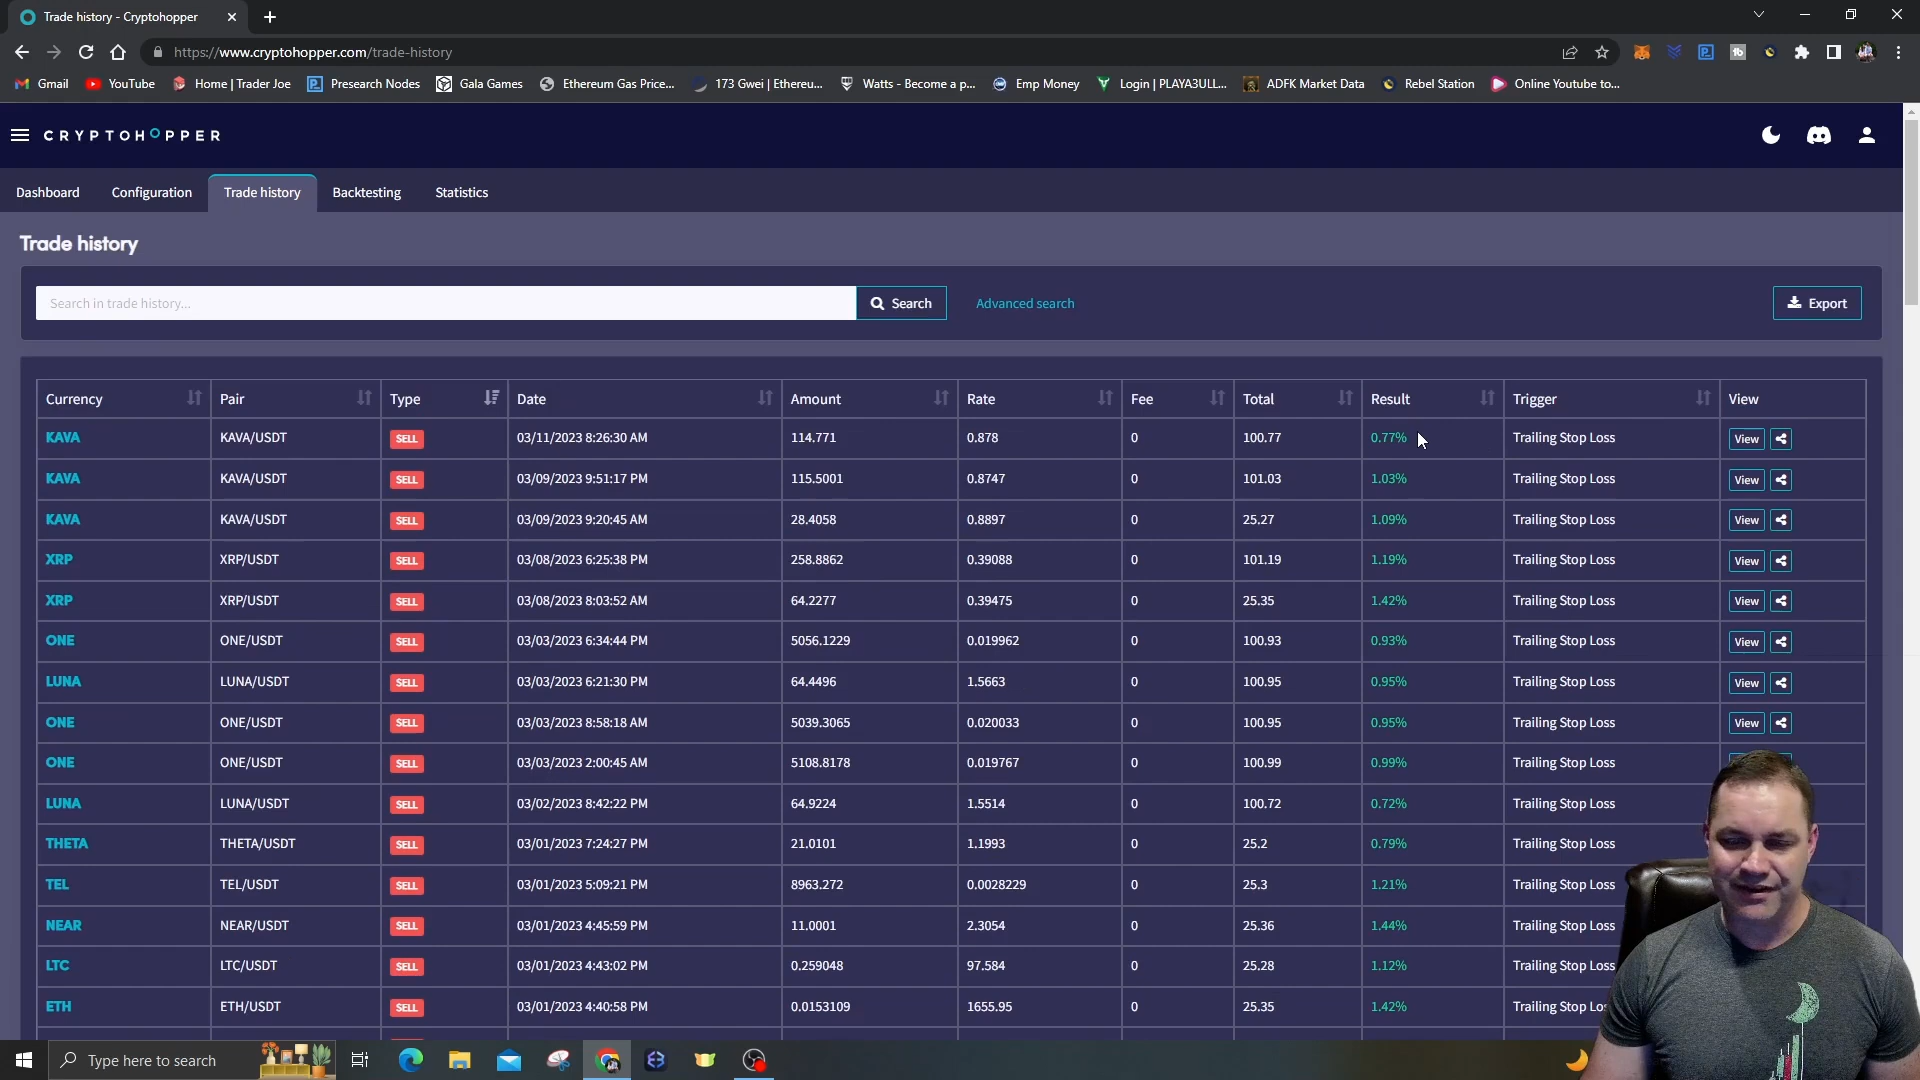 Trade history - Cryptohopper
https://www.cryptohopper.com/trade-history
Gmail YouTube Home | Trader Joe Presearch Nodes Gala Games Ethereum Gas Price... 173 Gwei | Ethereu... Watts - Become a p... Emp Money Login | PLAYA3ULL... ADFK Market Data Rebel Station Online Youtube to...
CRYPTOHOPPER
Dashboard Configuration Trade history Backtesting Statistics
Trade history
Search in trade history... Search Advanced search Export
Currency Pair Type Date Amount Rate Fee Total Result Trigger View
KAVA KAVA/USDT SELL 03/11/2023 8:26:30 AM 114.771 0.878 0 100.77 0.77% Trailing Stop Loss View
KAVA KAVA/USDT SELL 03/09/2023 9:51:17 PM 115.5001 0.8747 0 101.03 1.03% Trailing Stop Loss View
KAVA KAVA/USDT SELL 03/09/2023 9:20:45 AM 28.4058 0.8897 0 25.27 1.09% Trailing Stop Loss View
XRP XRP/USDT SELL 03/08/2023 6:25:38 PM 258.8862 0.39088 0 101.19 1.19% Trailing Stop Loss View
XRP XRP/USDT SELL 03/08/2023 8:03:52 AM 64.2277 0.39475 0 25.35 1.42% Trailing Stop Loss View
ONE ONE/USDT SELL 03/03/2023 6:34:44 PM 5056.1229 0.019962 0 100.93 0.93% Trailing Stop Loss View
LUNA LUNA/USDT SELL 03/03/2023 6:21:30 PM 64.4496 1.5663 0 100.95 0.95% Trailing Stop Loss View
ONE ONE/USDT SELL 03/03/2023 8:58:18 AM 5039.3065 0.020033 0 100.95 0.95% Trailing Stop Loss View
ONE ONE/USDT SELL 03/03/2023 2:00:45 AM 5108.8178 0.019767 0 100.99 0.99% Trailing Stop Loss
LUNA LUNA/USDT SELL 03/02/2023 8:42:22 PM 64.9224 1.5514 0 100.72 0.72% Trailing Stop Loss
THETA THETA/USDT SELL 03/01/2023 7:24:27 PM 21.0101 1.1993 0 25.2 0.79% Trailing Stop Loss
TEL TEL/USDT SELL 03/01/2023 5:09:21 PM 8963.272 0.0028229 0 25.3 1.21% Trailing Stop Loss
NEAR NEAR/USDT SELL 03/01/2023 4:45:59 PM 11.0001 2.3054 0 25.36 1.44% Trailing Stop Loss
LTC LTC/USDT SELL 03/01/2023 4:43:02 PM 0.259048 97.584 0 25.28 1.12% Trailing Stop Loss
ETH ETH/USDT SELL 03/01/2023 4:40:58 PM 0.0153109 1655.95 0 25.35 1.42% Trailing Stop
Type here to search